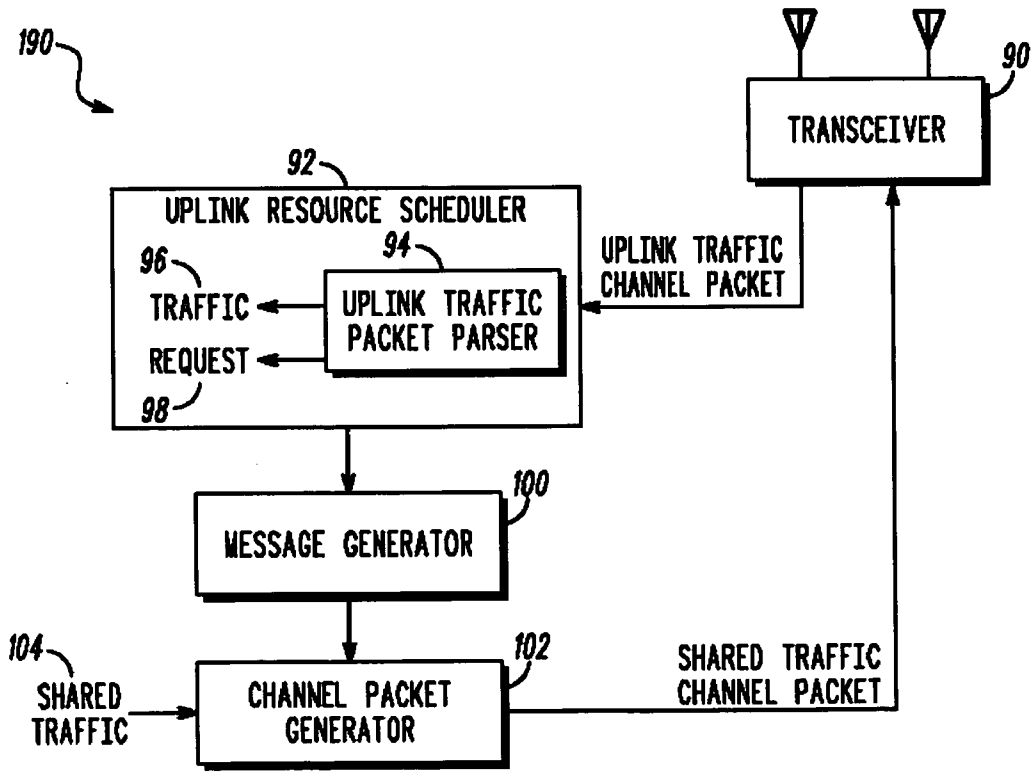 190
90
TRANSCEIVER
92
UPLINK RESOURCE SCHEDULER
94
96
TRAFFIC
REQUEST
98
UPLINK TRAFFIC
PACKET PARSER
UPLINK TRAFFIC
CHANNEL PACKET
100
MESSAGE GENERATOR
104
SHARED
TRAFFIC
102
CHANNEL PACKET
GENERATOR
SHARED TRAFFIC
CHANNEL PACKET